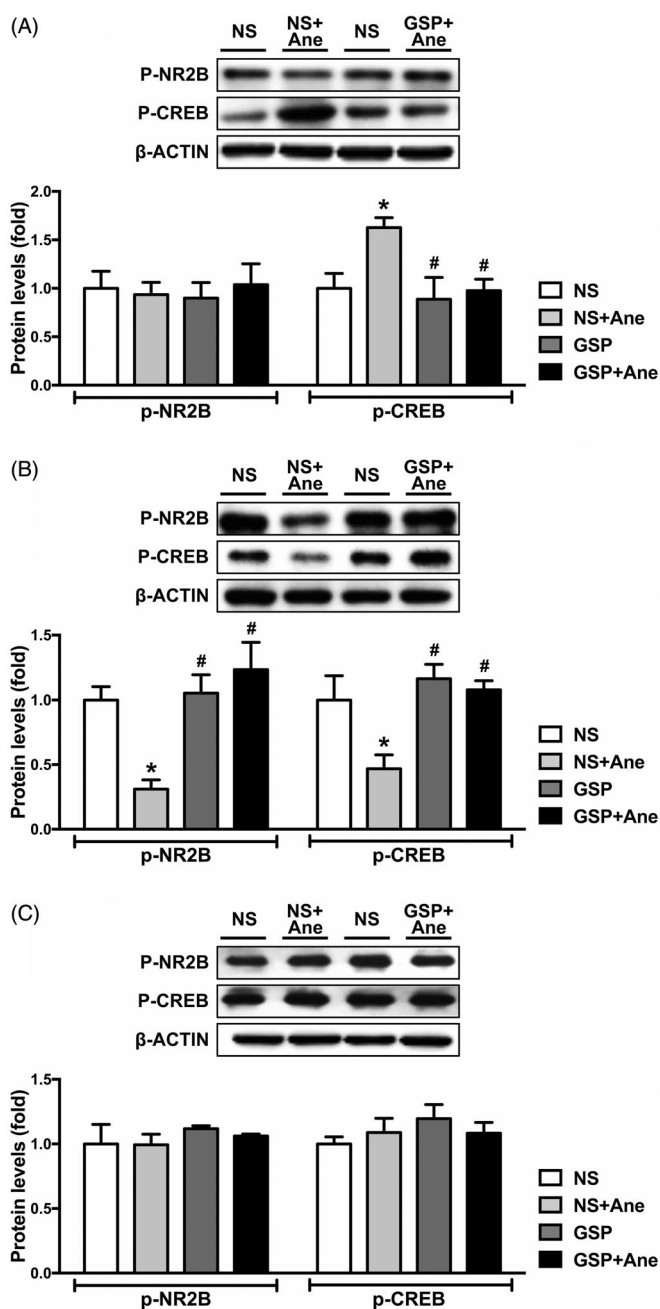 (A)
NS NS+ Ane NS GSP+ Ane
P-NR2B
P-CREB
β-ACTIN
Protein levels (fold)
2.0
1.5
1.0
0.5
0.0
* # #
p-NR2B p-CREB
NS
NS+Ane
GSP
GSP+Ane
(B)
NS NS+ Ane NS GSP+ Ane
P-NR2B
P-CREB
β-ACTIN
Protein levels (fold)
1.5
1.0
0.5
0.0
* # # * # #
p-NR2B p-CREB
NS
NS+Ane
GSP
GSP+Ane
(C)
NS NS+ Ane NS GSP+ Ane
P-NR2B
P-CREB
β-ACTIN
Protein levels (fold)
1.5
1.0
0.5
0.0
p-NR2B p-CREB
NS
NS+Ane
GSP
GSP+Ane